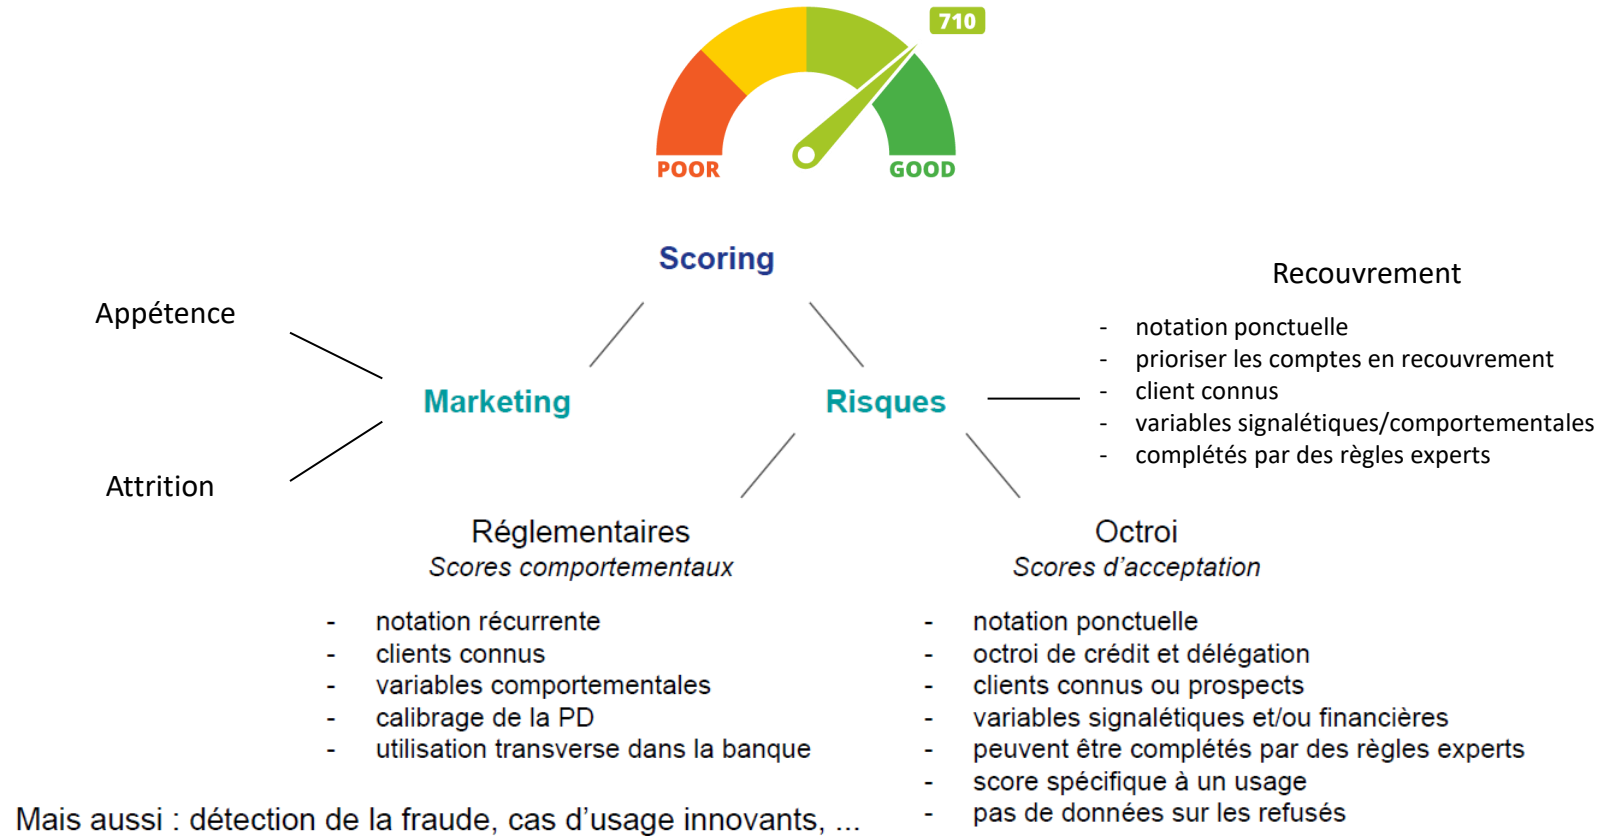 710
POOR
GOOD
Scoring
Appétence
Marketing
Attrition
Risques
Recouvrement
- notation ponctuelle
- prioriser les comptes en recouvrement
- client connus
- variables signalétiques/comportementales
- complétés par des règles experts
Réglementaires
Scores comportementaux
- notation récurrente
- clients connus
- variables comportementales
- calibrage de la PD
- utilisation transverse dans la banque
Octroi
Scores d'acceptation
- notation ponctuelle
- octroi de crédit et délégation
- clients connus ou prospects
- variables signalétiques et/ou financières
- peuvent être complétés par des règles experts
- score spécifique à un usage
- pas de données sur les refusés
Mais aussi : détection de la fraude, cas d'usage innovants, ...